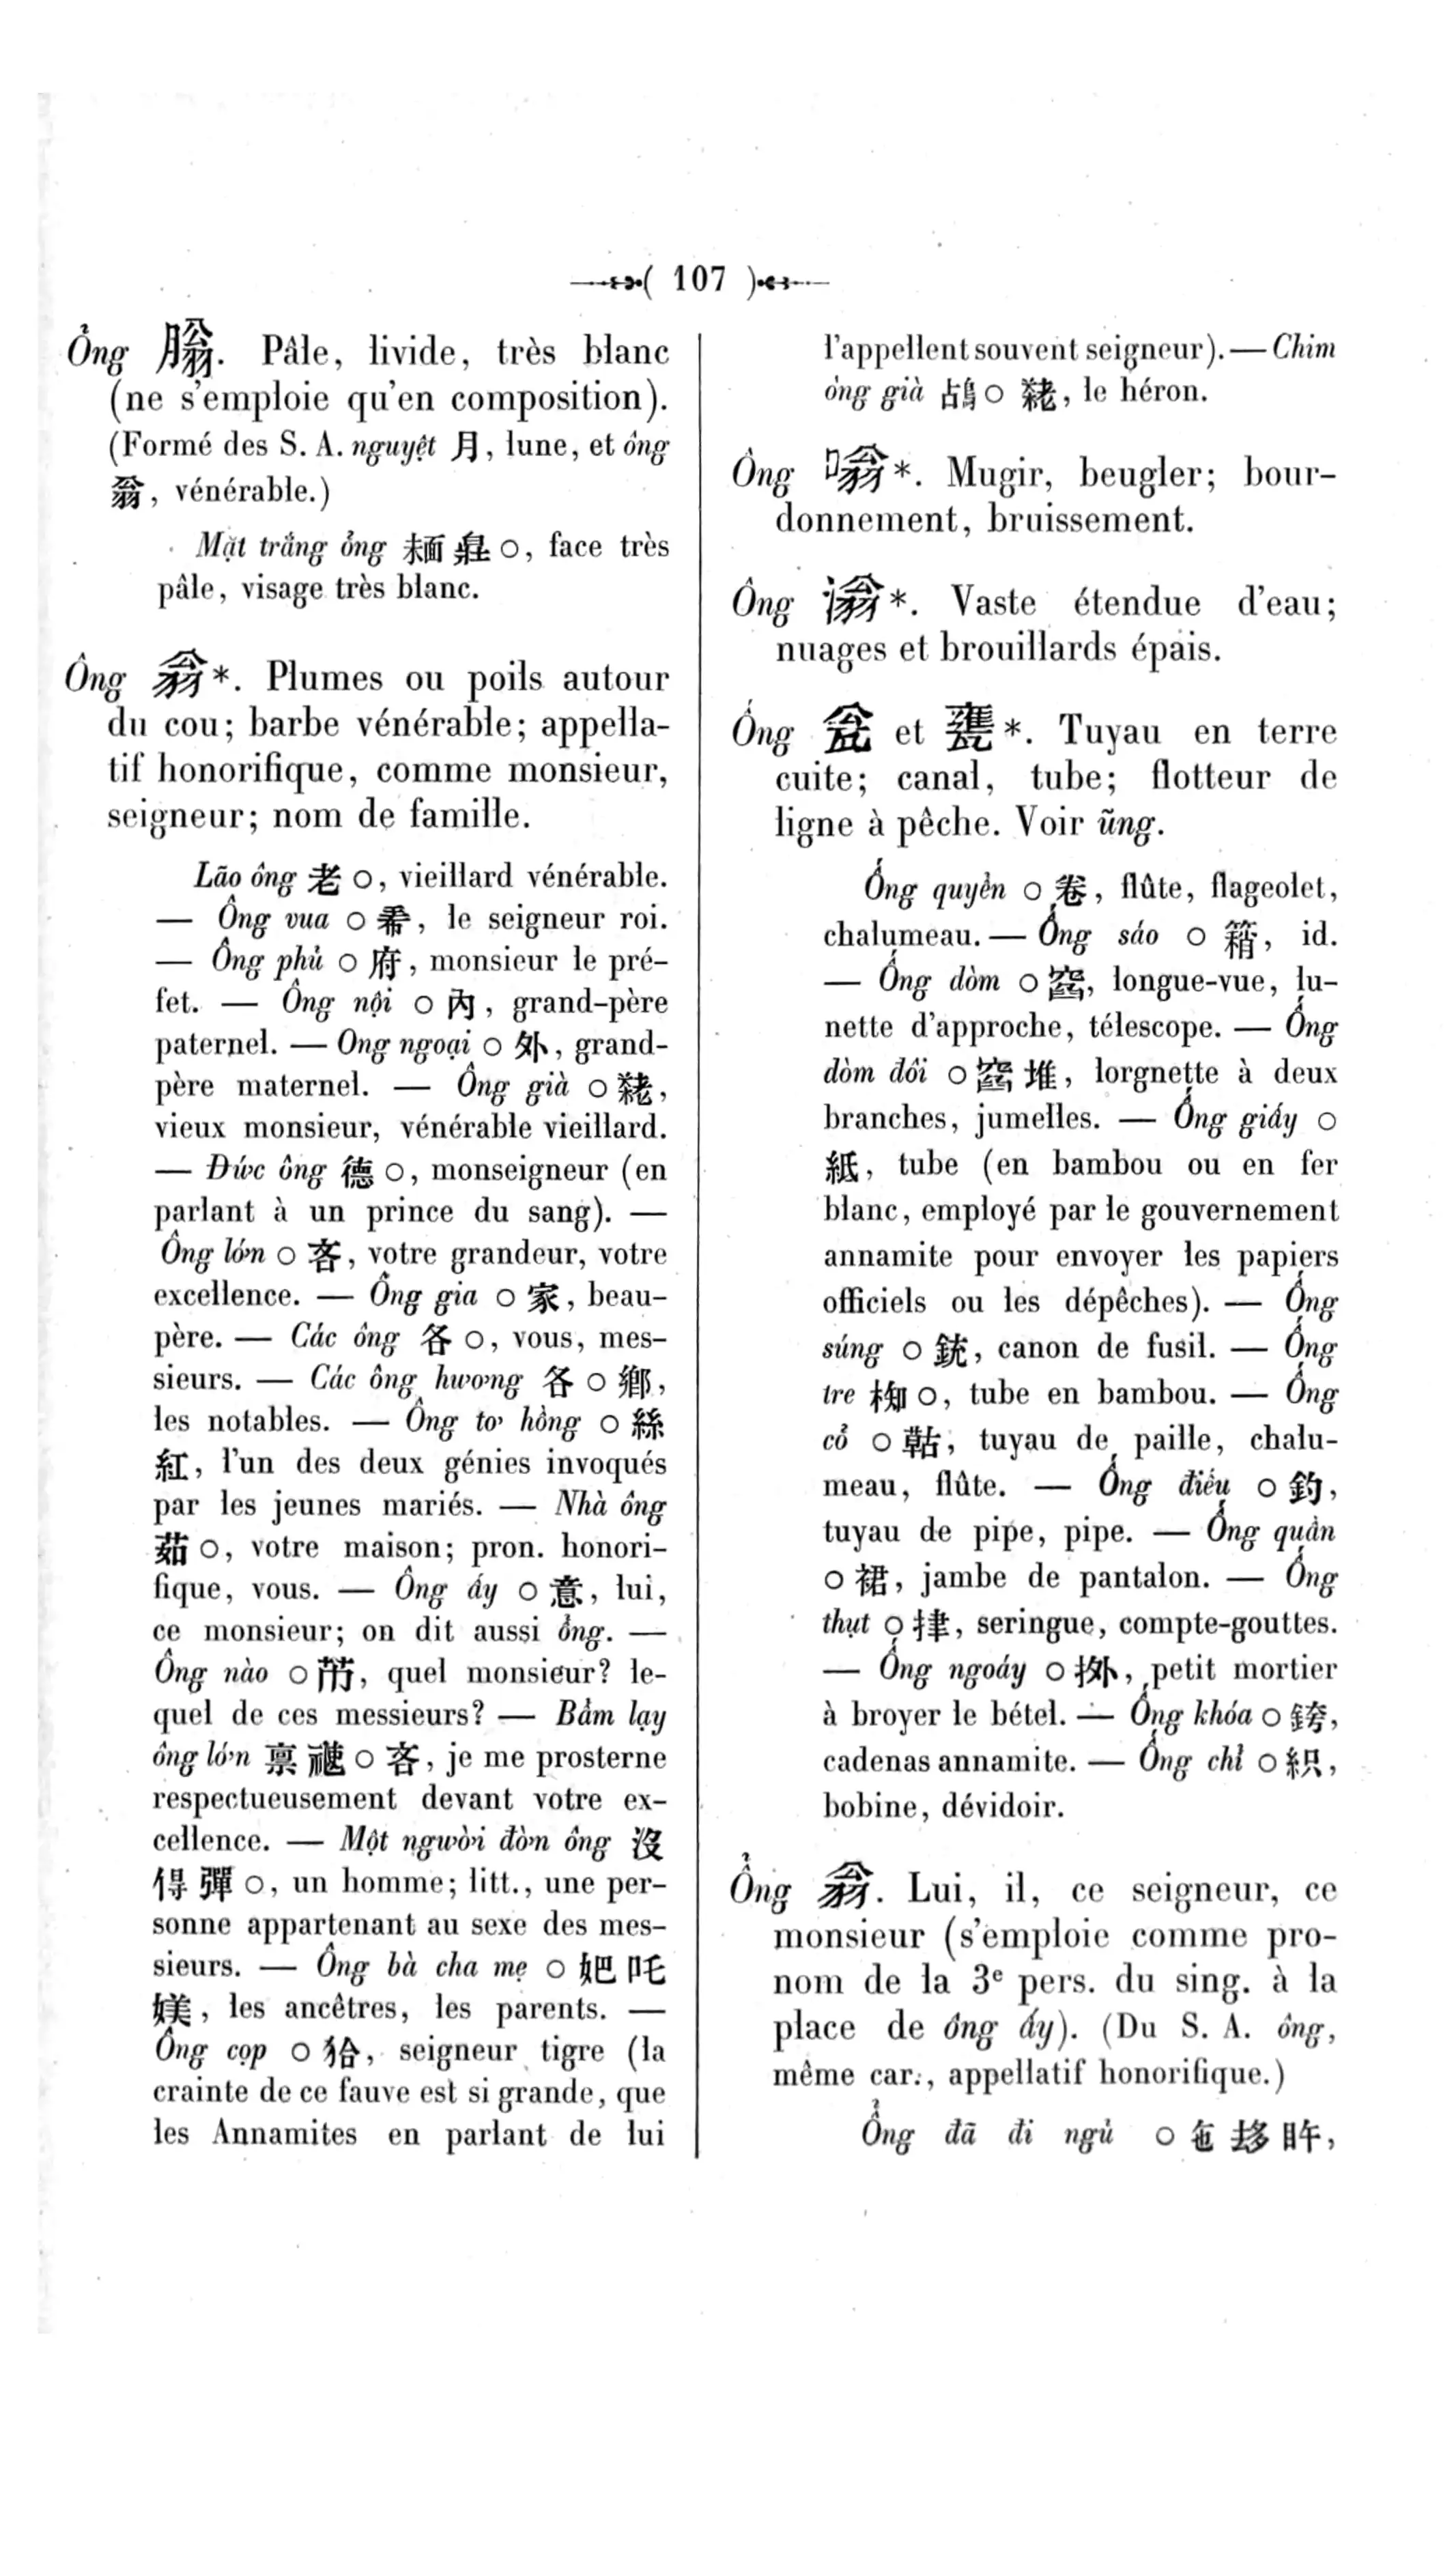 ( 107 )
Ỏng. Pâle, livide, très blanc
(ne s'emploie qu'en composition).
(Formé des S. A. nguyệt 月, lune, et ông
翁, vénérable.)
Mặt trắng ỏng ○, face très
pâle, visage très blanc.
Ông 翁*. Plumes ou poils autour
du cou; barbe vénérable; appella-
tif honorifique, comme monsieur,
seigneur; nom de famille.
Lão ông 老 ○, vieillard vénérable.
— Ông vua ○, le seigneur roi.
— Ông phủ ○ 府, monsieur le pré-
fet. — Ông nội ○ 內, grand-père
paternel. — Ong ngoại ○ 外, grand-
père maternel. — Ông già ○,
vieux monsieur, vénérable vieillard.
— Đức ông 德 ○, monseigneur (en
parlant à un prince du sang). —
Ông lớn ○, votre grandeur, votre
excellence. — Ông gia ○ 家, beau-
père. — Các ông 各 ○, vous, mes-
sieurs. — Các ông hương 各 ○ 鄉,
les notables. — Ông tơ hồng ○ 絲
紅, l'un des deux génies invoqués
par les jeunes mariés. — Nhà ông
茹 ○, votre maison; pron. honori-
fique, vous. — Ông ấy ○ 意, lui,
ce monsieur; on dit aussi ổng. —
Ông nào ○, quel monsieur? le-
quel de ces messieurs? — Bẩm lạy
ông lớn 禀 ○, je me prosterne
respectueusement devant votre ex-
cellence. — Một người đờn ông 沒
㝵 彈 ○, un homme; litt., une per-
sonne appartenant au sexe des mes-
sieurs. — Ông bà cha mẹ ○ 妑 吒
媄, les ancêtres, les parents. —
Ông cọp ○ 狯, seigneur tigre (la
crainte de ce fauve est si grande, que
les Annamites en parlant de lui
l'appellent souvent seigneur). — Chim
ông già ○, le héron.
Ông 嗡*. Mugir, beugler; bour-
donnement, bruissement.
Ông 滃*. Vaste étendue d'eau;
nuages et brouillards épais.
Ống 瓮 et 甕*. Tuyau en terre
cuite; canal, tube; flotteur de
ligne à pêche. Voir ũng.
Ống quyển ○ 卷, flûte, flageolet,
chalumeau. — Ống sáo ○, id.
— Ống dòm ○, longue-vue, lu-
nette d'approche, télescope. — Ống
dòm đôi ○ 堆, lorgnette à deux
branches, jumelles. — Ống giấy ○
紙, tube (en bambou ou en fer
blanc, employé par le gouvernement
annamite pour envoyer les papiers
officiels ou les dépêches). — Ống
súng ○ 銃, canon de fusil. — Ống
tre 椥 ○, tube en bambou. — Ống
cỏ ○, tuyau de paille, chalu-
meau, flûte. — Ống điếu ○ 釣,
tuyau de pipe, pipe. — Ống quần
○ 裙, jambe de pantalon. — Ống
thụt ○, seringue, compte-gouttes.
— Ống ngoáy ○, petit mortier
à broyer le bétel. — Ống khóa ○ 銙,
cadenas annamite. — Ống chỉ ○ 織,
bobine, dévidoir.
Ổng 翁. Lui, il, ce seigneur, ce
monsieur (s'emploie comme pro-
nom de la 3e pers. du sing. à la
place de ông ấy). (Du S. A. ông,
même car., appellatif honorifique.)
Ổng đã đi ngủ ○,